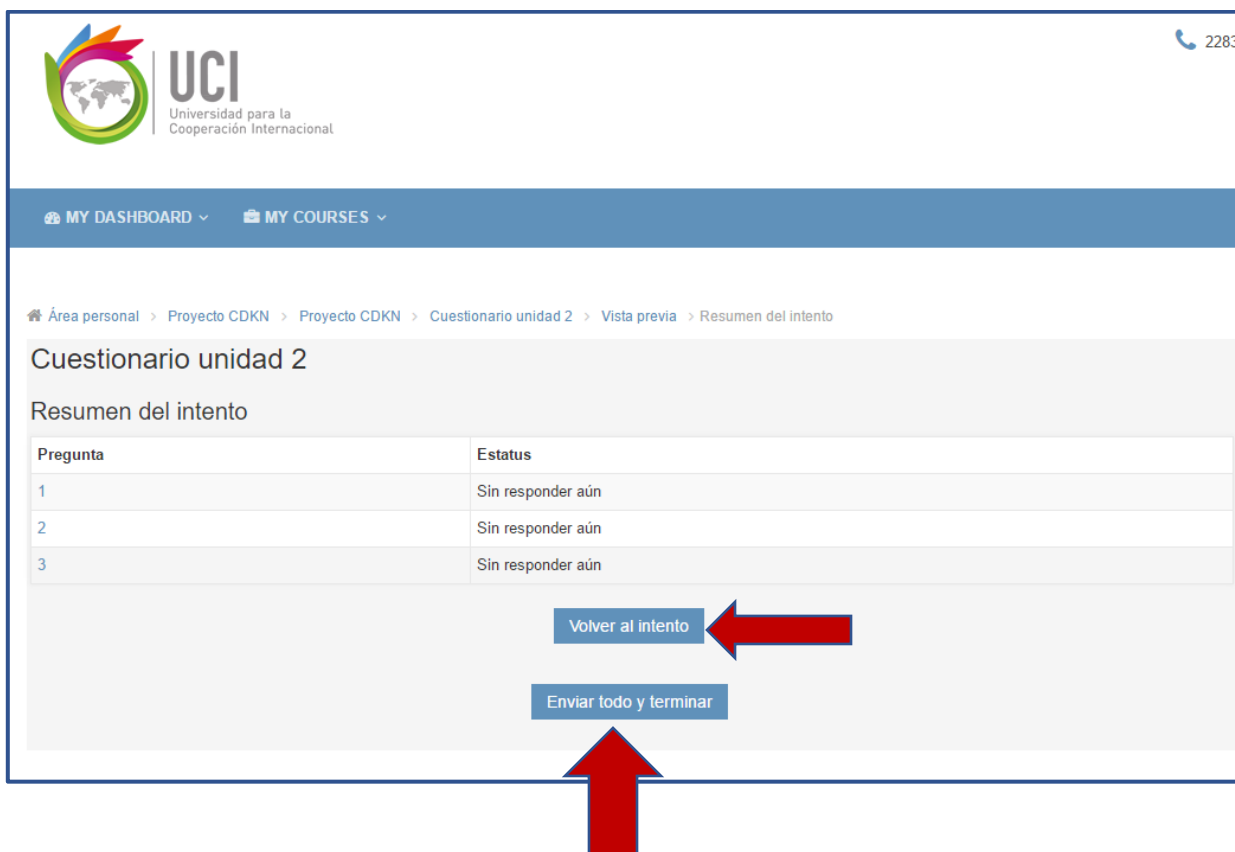 2283
UCI
Universidad para la
Cooperación Internacional
MY DASHBOARD MY COURSES
Área personal > Proyecto CDKN > Proyecto CDKN > Cuestionario unidad 2 > Vista previa > Resumen del intento
Cuestionario unidad 2
Resumen del intento
Pregunta Estatus
1 Sin responder aún
2 Sin responder aún
3 Sin responder aún
Volver al intento
Enviar todo y terminar